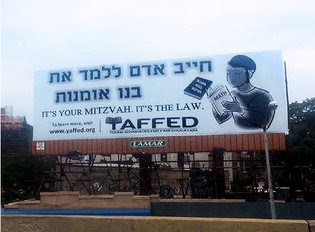 חייב אדם ללמד את
בנו אומנות
IT'S YOUR MITZVAH. IT'S THE LAW.
To learn more, visit
www.yaffed.org
YAFFED
YOUNG ADVOCATES FOR FAIR EDUCATION
LAMAR